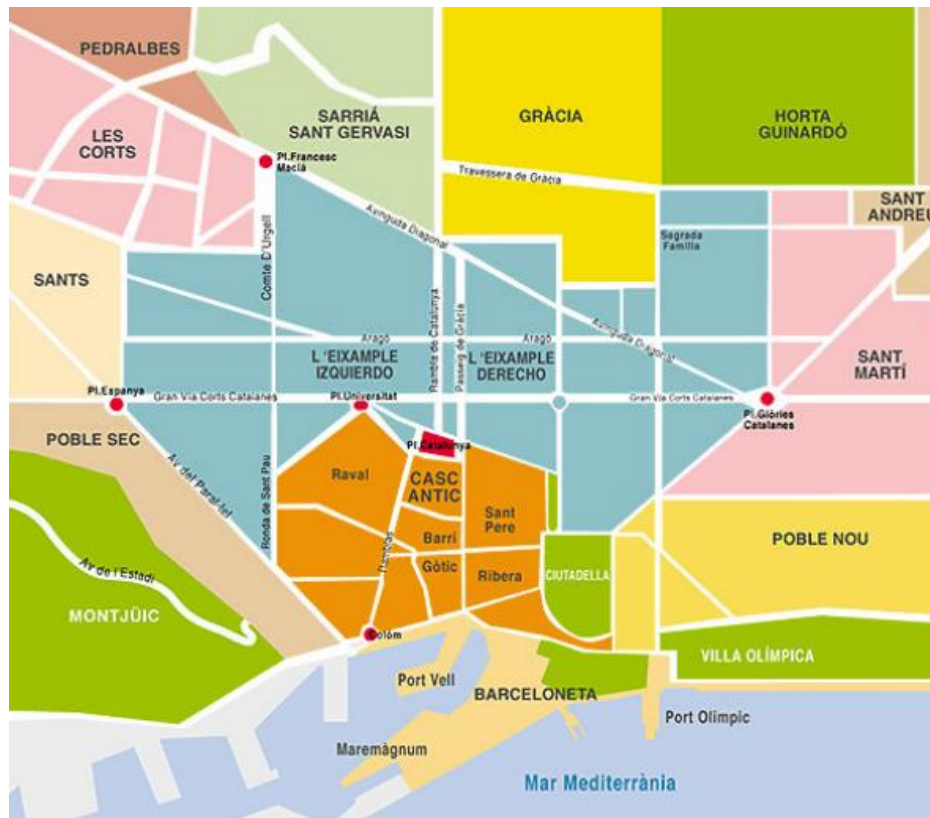 PEDRALBES
SARRIÁ
SANT GERVASI
GRÀCIA
HORTA
GUINARDÓ
LES
CORTS
Pl.Francesc
Macià
Travessera de Gràcia
SANT
ANDREU
Avinguda Diagonal
Sagrada
Família
SANTS
Comte D'Urgell
Rambla de Catalunya
Passeig de Gràcia
Aragó
Aragó
Avinguda Diagonal
L 'EIXAMPLE
IZQUIERDO
L 'EIXAMPLE
DERECHO
SANT
MARTÍ
Pl.Espanya
Gran Via Corts Catalanes
Pl.Universitat
Gran Via Corts Catalanes
Pl.Glòries
Catalanes
POBLE SEC
Pl.Catalunya
Av del Paral·lel
Ronda de Sant Pau
Raval
CASC
ANTIC
Sant
Pere
Ramblas
Barri
Gòtic
Ribera
CIUTADELLA
POBLE NOU
Av de l Estadi
MONTJÜIC
Colóm
VILLA OLÍMPICA
Port Vell
BARCELONETA
Port Olímpic
Maremàgnum
Mar Mediterrània